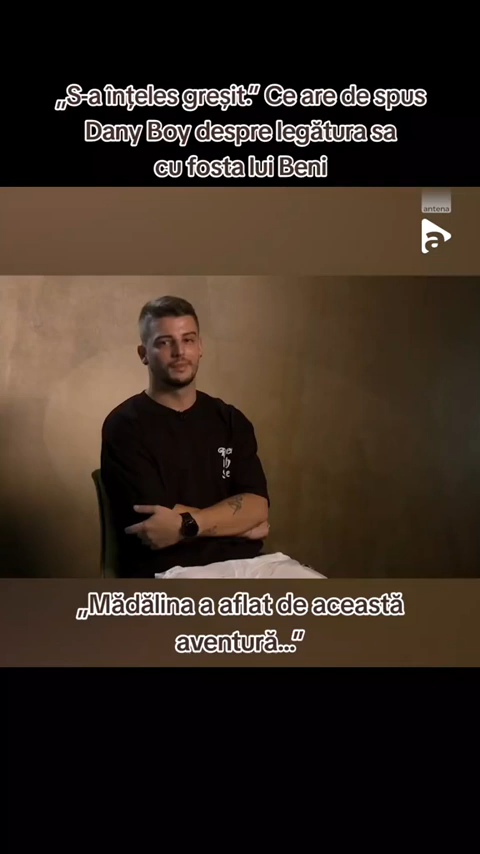 „S-a înțeles greșit.” Ce are de spus
Dany Boy despre legătura sa
cu fosta lui Beni
antena
a
„Mădălina a aflat de această
aventură...”